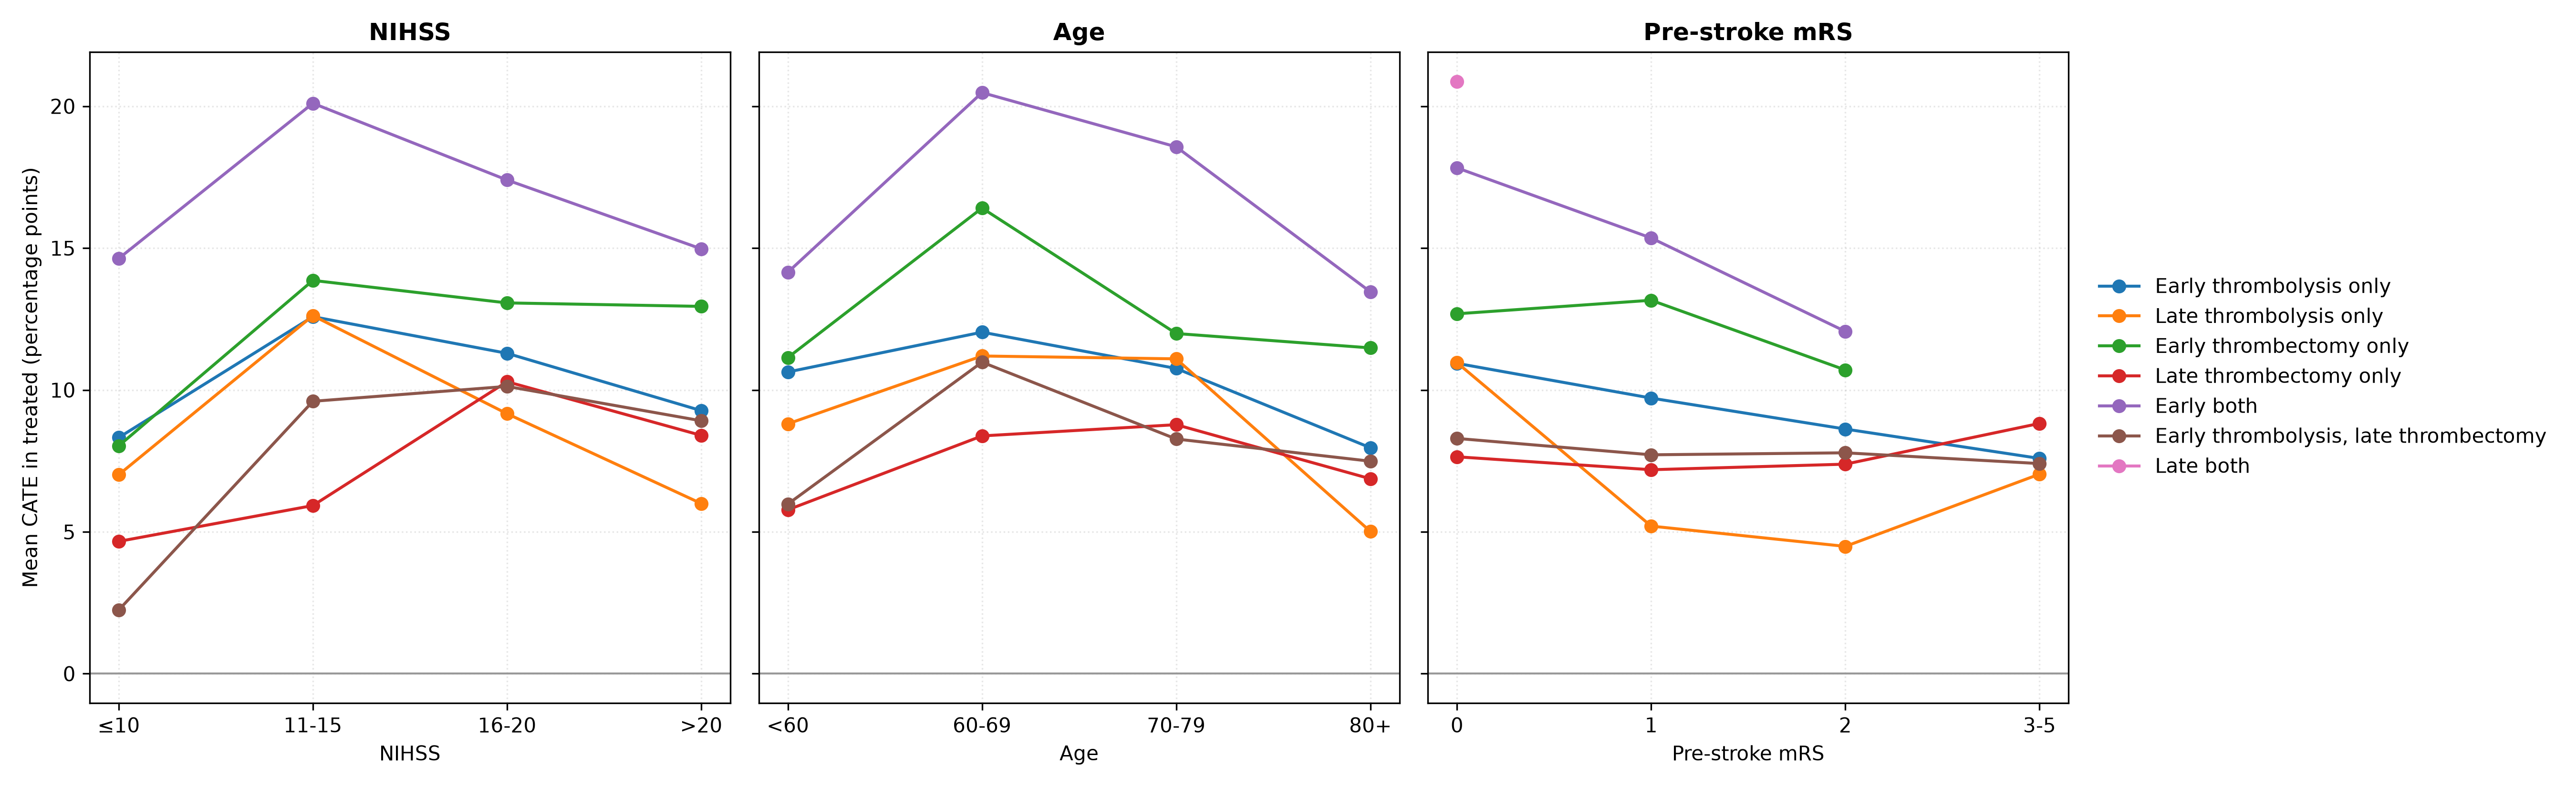 NIHSS
Age
Pre-stroke mRS
Mean CATE in treated (percentage points)
20
15
10
5
0
≤10
11-15
16-20
>20
NIHSS
<60
60-69
70-79
80+
Age
0
1
2
3-5
Pre-stroke mRS
Early thrombolysis only
Late thrombolysis only
Early thrombectomy only
Late thrombectomy only
Early both
Early thrombolysis, late thrombectomy
Late both